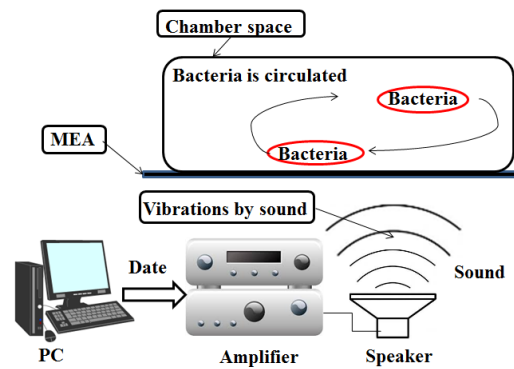 Chamber space
Bacteria is circulated
Bacteria
MEA
Bacteria
Vibrations by sound
Date
Sound
PC
Amplifier
Speaker